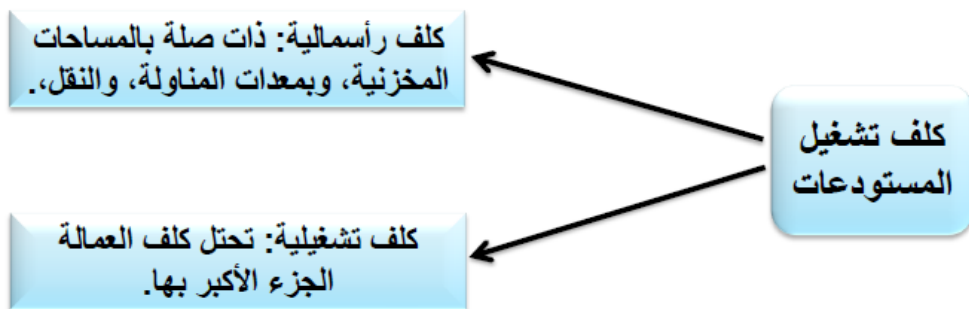 كلف تشغيل
المستودعات
كلف رأسمالية: ذات صلة بالمساحات
المخزنية، وبمعدات المناولة، والنقل،.
كلف تشغيلية: تحتل كلف العمالة
الجزء الأكبر بها.